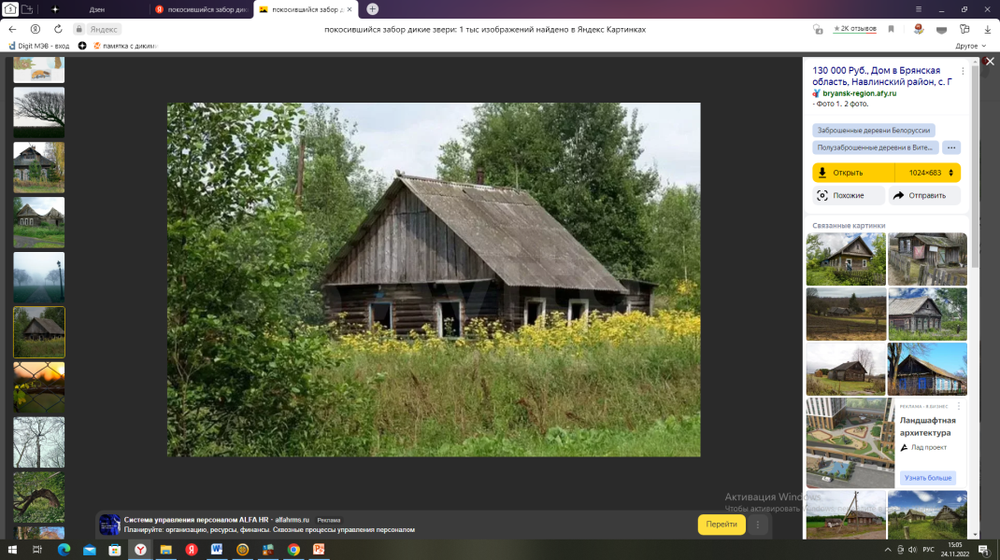 Дзен
покосившийся забор дик
покосившийся забор д
Яндекс
покосившийся забор дикие звери: 1 тыс изображений найдено в Яндекс Картинках
2K отзывов
Digit МЭВ - вход
памятка с дикими
Другое
130 000 Руб., Дом в Брянская
область, Навлинский район, с. Г
bryansk-region.afy.ru
- Фото 1. 2 фото.
Заброшенные деревни Белоруссии
Полузаброшенные деревни в Вите...
Открыть
1024×683
Похожие
Отправить
Связанные картинки
РЕКЛАМА • В БИЗНЕС
Ландшафтная
архитектура
Лад проект
Узнать больше
Активация Windows
Чтобы активировать Windows
Система управления персоналом ALFA HR - alfahrms.ru
Реклама
Планируйте: организацию, ресурсы, финансы. Сквозные процессы управления персоналом
Перейти
РУС
15:05
24.11.2022